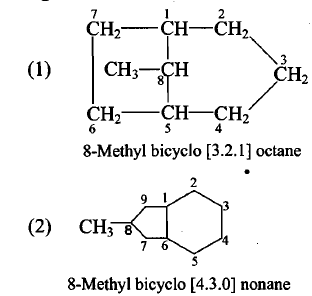 7 1 2
CH₂ CH CH₂
(1) CH₃—CH 3
8 CH₂
CH₂ CH CH₂
6 5 4
8-Methyl bicyclo [3.2.1] octane
2
9 1 3
(2) CH₃ 8
7 6 4
5
8-Methyl bicyclo [4.3.0] nonane